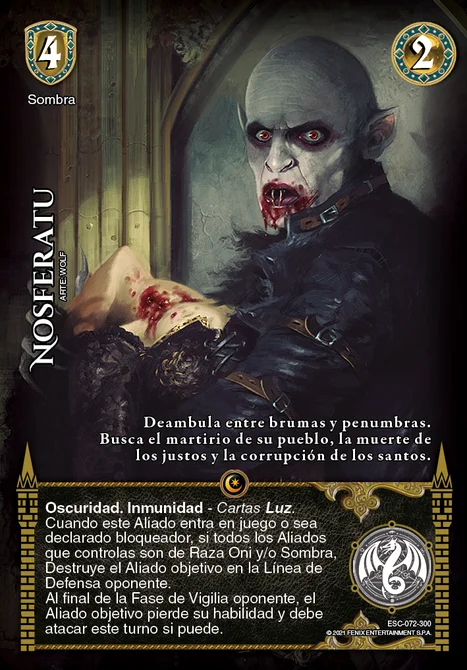 4
2
Sombra
NOSFERATU
ARTE: WOLF
Deambula entre brumas y penumbras.
Busca el martirio de su pueblo, la muerte de
los justos y la corrupción de los santos.
Oscuridad. Inmunidad - Cartas Luz.
Cuando este Aliado entra en juego o sea
declarado bloqueador, si todos los Aliados
que controlas son de Raza Oni y/o Sombra,
Destruye el Aliado objetivo en la Línea de
Defensa oponente.
Al final de la Fase de Vigilia oponente, el
Aliado objetivo pierde su habilidad y debe
atacar este turno si puede.
ESC-072-300
© 2021 FENIX ENTERTAINMENT S.P.A.